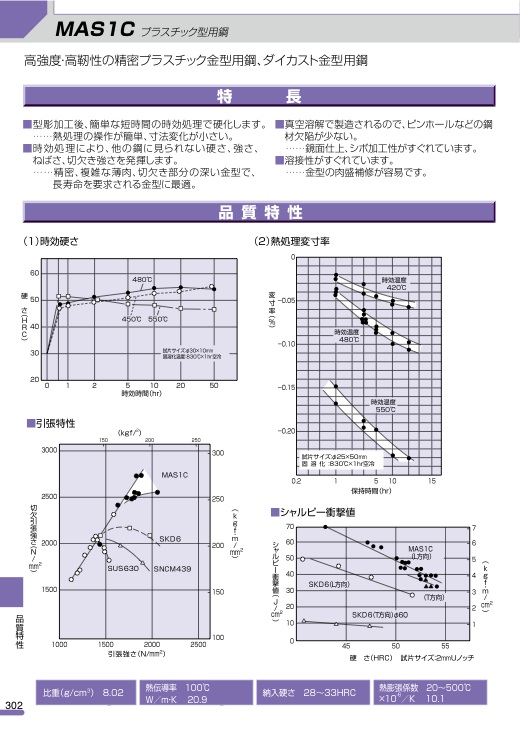 MAS1C プラスチック型用鋼
高強度·高靭性の精密プラスチック金型用鋼、ダイカスト金型用鋼
特 長
■型彫加工後、簡単な短時間の時効処理で硬化します。
……熱処理の操作が簡単、寸法変化が小さい。
■時効処理により、他の鋼に見られない硬さ、強さ、
ねばさ、切欠き強さを発揮します。
……精密、複雑な薄肉、切欠き部分の深い金型で、
長寿命を要求される金型に最適。
■真空溶解で製造されるので、ピンホールなどの鋼
材欠陥が少ない。
……鏡面仕上、シボ加工性がすぐれています。
■溶接性がすぐれています。
……金型の肉盛補修が容易です。
品質特性
(1)時効硬さ
硬さ(HRC)
60
50
40
30
20
480℃
450℃ 550℃
試片サイズ:φ30×10mm
固溶化温度:830℃×1hr空冷
0 1 2 5 10 20 50
時効時間(hr)
(2)熱処理変寸率
変寸率(%)
0
−0.05
−0.10
−0.15
−0.20
時効温度
420℃
時効温度
480℃
時効温度
550℃
試片サイズ:φ25×50mm
固溶化:830℃×1hr空冷
0.2 1 5 10 15
保持時間(hr)
■引張特性
(kgf/㎟)
150 200 250
切欠引張強さ(N/mm²)
3000
2500
2000
1500
1000
300
250
200
150
100
(kgf·m/mm²)
MAS1C
SKD6
SUS630
SNCM439
1000 1500 2000 2500
引張強さ(N/mm²)
■シャルピー衝撃値
シャルピー衝撃値(J/cm²)
70
60
50
40
30
20
10
0
7
6
5
4
3
2
1
(kgf·m/cm²)
MAS1C
(L方向)
SKD6(L方向)
(T方向)
SKD6(T方向)φ60
45 50 55
硬 さ(HRC) 試片サイズ:2mmUノッチ
品質特性
302
比重(g/cm³) 8.02
熱伝導率 100℃
W/m·K 20.9
納入硬さ 28〜33HRC
熱膨張係数 20〜500℃
×10⁻⁶/K 10.1